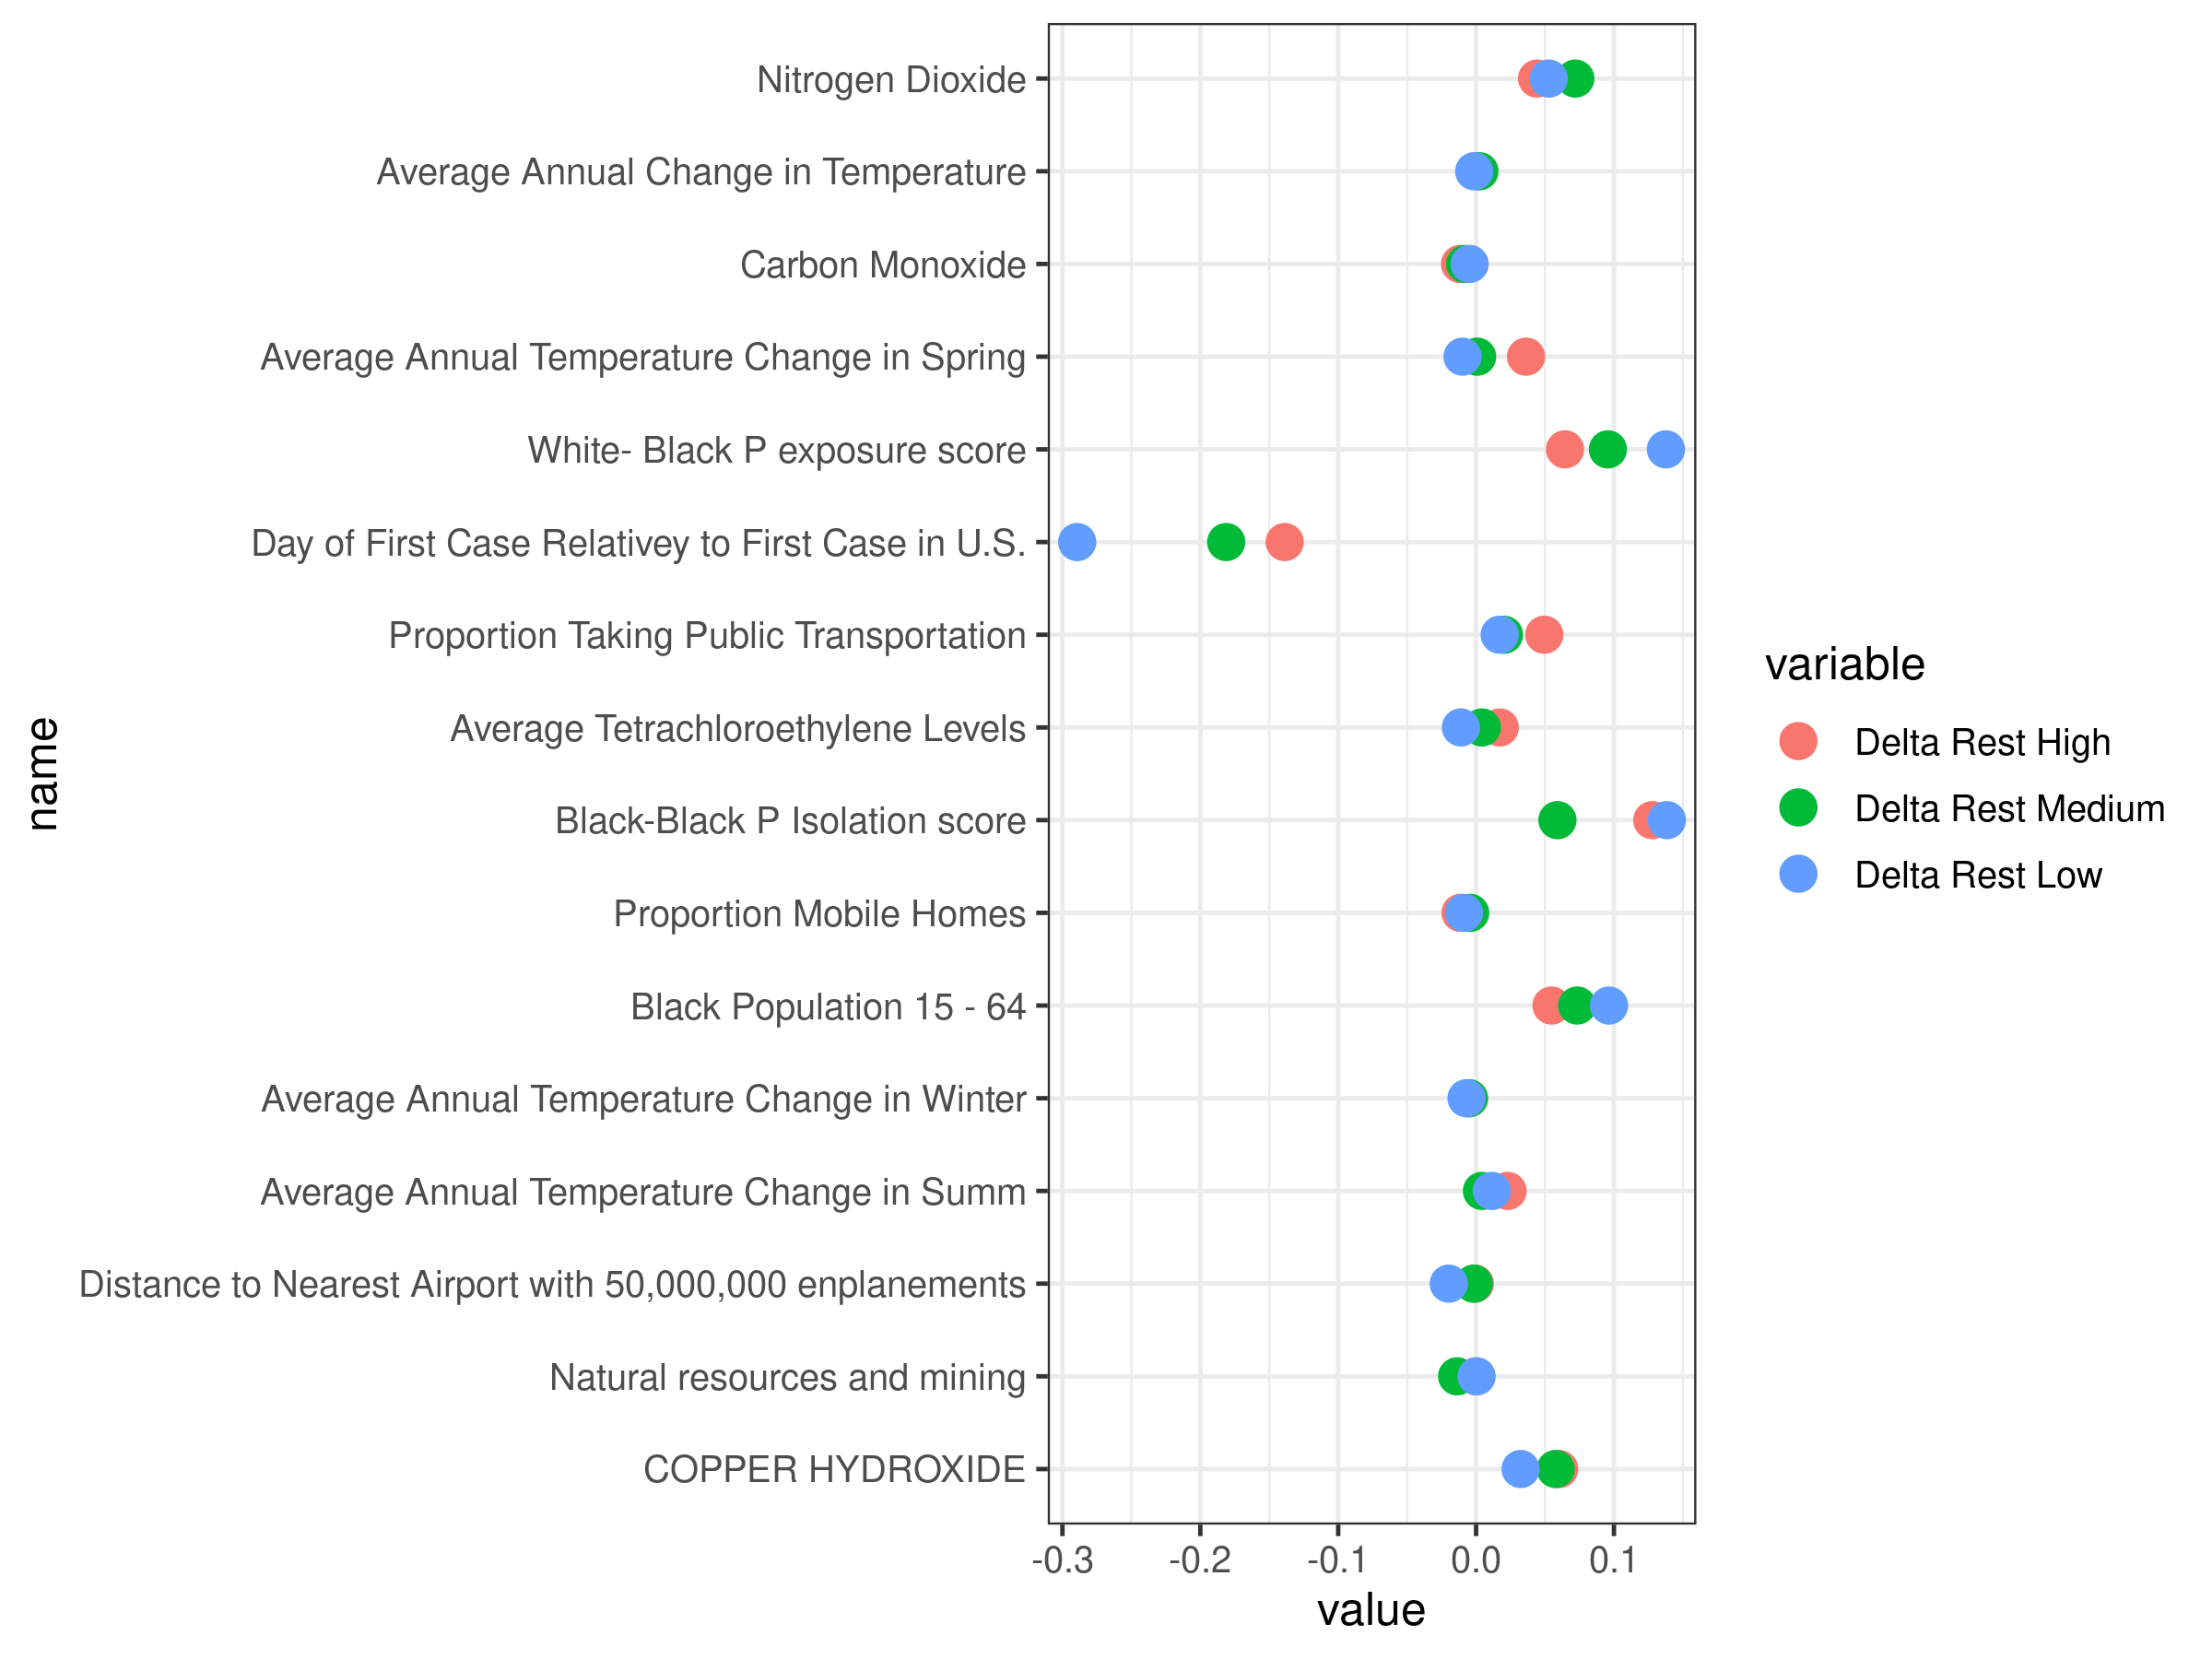 Nitrogen Dioxide
Average Annual Change in Temperature
Carbon Monoxide
Average Annual Temperature Change in Spring
White- Black P exposure score
Day of First Case Relativey to First Case in U.S.
Proportion Taking Public Transportation
Average Tetrachloroethylene Levels
Black-Black P Isolation score
Proportion Mobile Homes
Black Population 15 - 64
Average Annual Temperature Change in Winter
Average Annual Temperature Change in Summ
Distance to Nearest Airport with 50,000,000 enplanements
Natural resources and mining
COPPER HYDROXIDE
name
-0.3 -0.2 -0.1 0.0 0.1
value
variable
Delta Rest High
Delta Rest Medium
Delta Rest Low